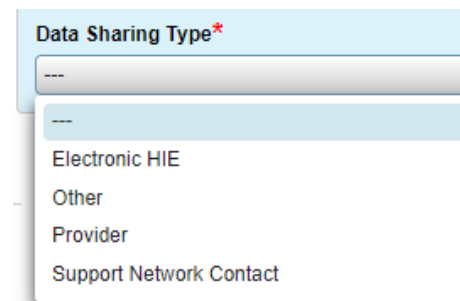 Data Sharing Type*
---
---
Electronic HIE
Other
Provider
Support Network Contact